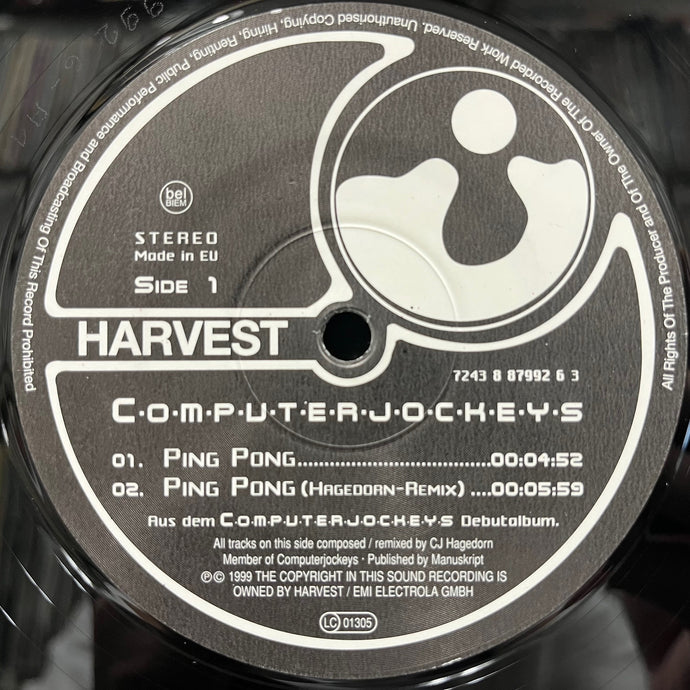 All Rights Of The Producer and Of The Owner Of The Recorded Work Reserved. Unauthorised Copying, Hiring, Renting, Public Performance and Broadcasting Of This Record Prohibited
bel
BIEM
STEREO
Made in EU
SIDE 1
HARVEST
7243 8 87992 6 3
C·O·M·P·U·T·E·R·J·O·C·K·E·Y·S
01. PING PONG......................................00:04:52
02. PING PONG (HAGEDORN-REMIX) ....00:05:59
Aus dem C·O·M·P·U·T·E·R·J·O·C·K·E·Y·S Debutalbum.
All tracks on this side composed / remixed by CJ Hagedorn
Member of Computerjockeys · Published by Manuskript
℗© 1999 THE COPYRIGHT IN THIS SOUND RECORDING IS
OWNED BY HARVEST / EMI ELECTROLA GMBH
LC 01305